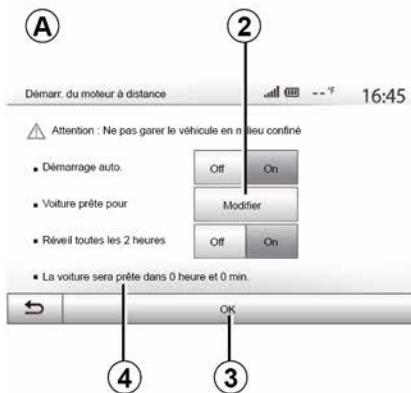 A 2
Démarr. du moteur à distance --°F 16:45
Attention : Ne pas garer le véhicule en milieu confiné
▪ Démarrage auto. Off On
▪ Voiture prête pour Modifier
▪ Réveil toutes les 2 heures Off On
▪ La voiture sera prête dans 0 heure et 0 min.
OK
4 3